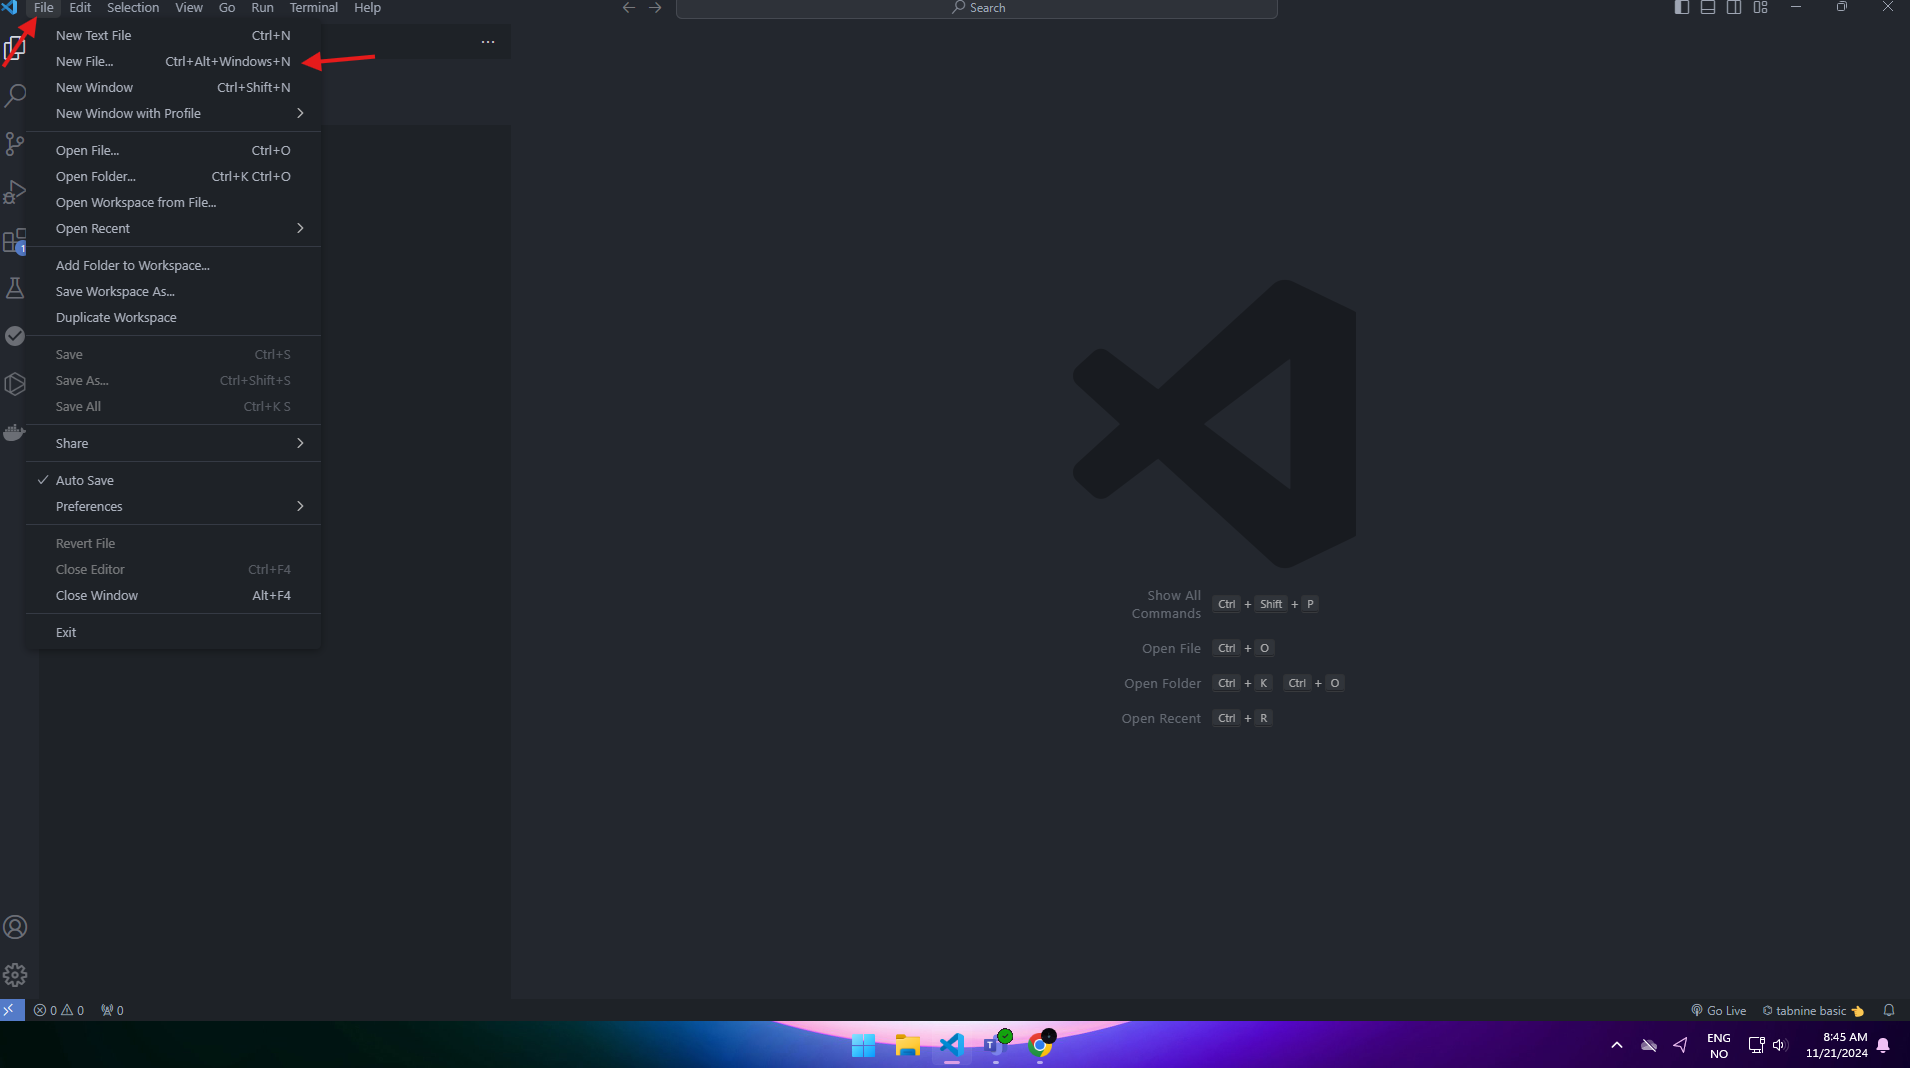 File Edit Selection View Go Run Terminal Help
Search
New Text File Ctrl+N
New File... Ctrl+Alt+Windows+N
New Window Ctrl+Shift+N
New Window with Profile
Open File... Ctrl+O
Open Folder... Ctrl+K Ctrl+O
Open Workspace from File...
Open Recent
Add Folder to Workspace...
Save Workspace As...
Duplicate Workspace
Save Ctrl+S
Save As... Ctrl+Shift+S
Save All Ctrl+K S
Share
Auto Save
Preferences
Revert File
Close Editor Ctrl+F4
Close Window Alt+F4
Exit
1
Show All
Commands
Ctrl + Shift + P
Open File Ctrl + O
Open Folder Ctrl + K Ctrl + O
Open Recent Ctrl + R
0 0 0
Go Live tabnine basic
T
ENG
NO
8:45 AM
11/21/2024